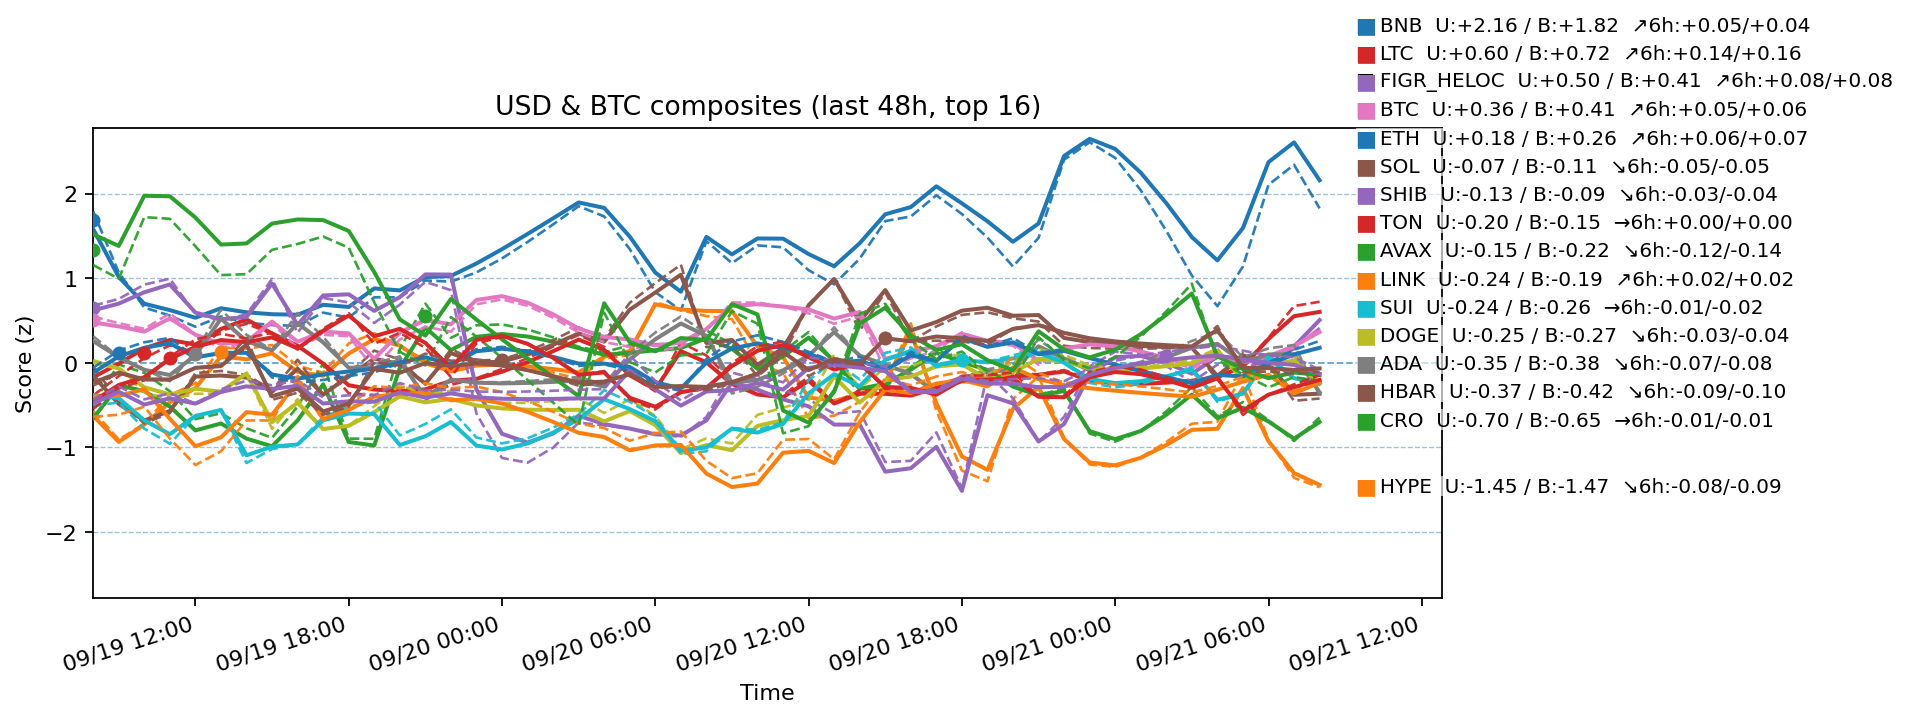 BNB  U:+2.16 / B:+1.82  ↗6h:+0.05/+0.04
LTC  U:+0.60 / B:+0.72  ↗6h:+0.14/+0.16
FIGR_HELOC  U:+0.50 / B:+0.41  ↗6h:+0.08/+0.08
BTC  U:+0.36 / B:+0.41  ↗6h:+0.05/+0.06
ETH  U:+0.18 / B:+0.26  ↗6h:+0.06/+0.07
SOL  U:-0.07 / B:-0.11  ↘6h:-0.05/-0.05
SHIB  U:-0.13 / B:-0.09  ↘6h:-0.03/-0.04
TON  U:-0.20 / B:-0.15  →6h:+0.00/+0.00
AVAX  U:-0.15 / B:-0.22  ↘6h:-0.12/-0.14
LINK  U:-0.24 / B:-0.19  ↗6h:+0.02/+0.02
SUI  U:-0.24 / B:-0.26  →6h:-0.01/-0.02
DOGE  U:-0.25 / B:-0.27  ↘6h:-0.03/-0.04
ADA  U:-0.35 / B:-0.38  ↘6h:-0.07/-0.08
HBAR  U:-0.37 / B:-0.42  ↘6h:-0.09/-0.10
CRO  U:-0.70 / B:-0.65  →6h:-0.01/-0.01
HYPE  U:-1.45 / B:-1.47  ↘6h:-0.08/-0.09
USD & BTC composites (last 48h, top 16)
Score (z)
2
1
0
−1
−2
09/19 12:00
09/19 18:00
09/20 00:00
09/20 06:00
09/20 12:00
09/20 18:00
09/21 00:00
09/21 06:00
09/21 12:00
Time